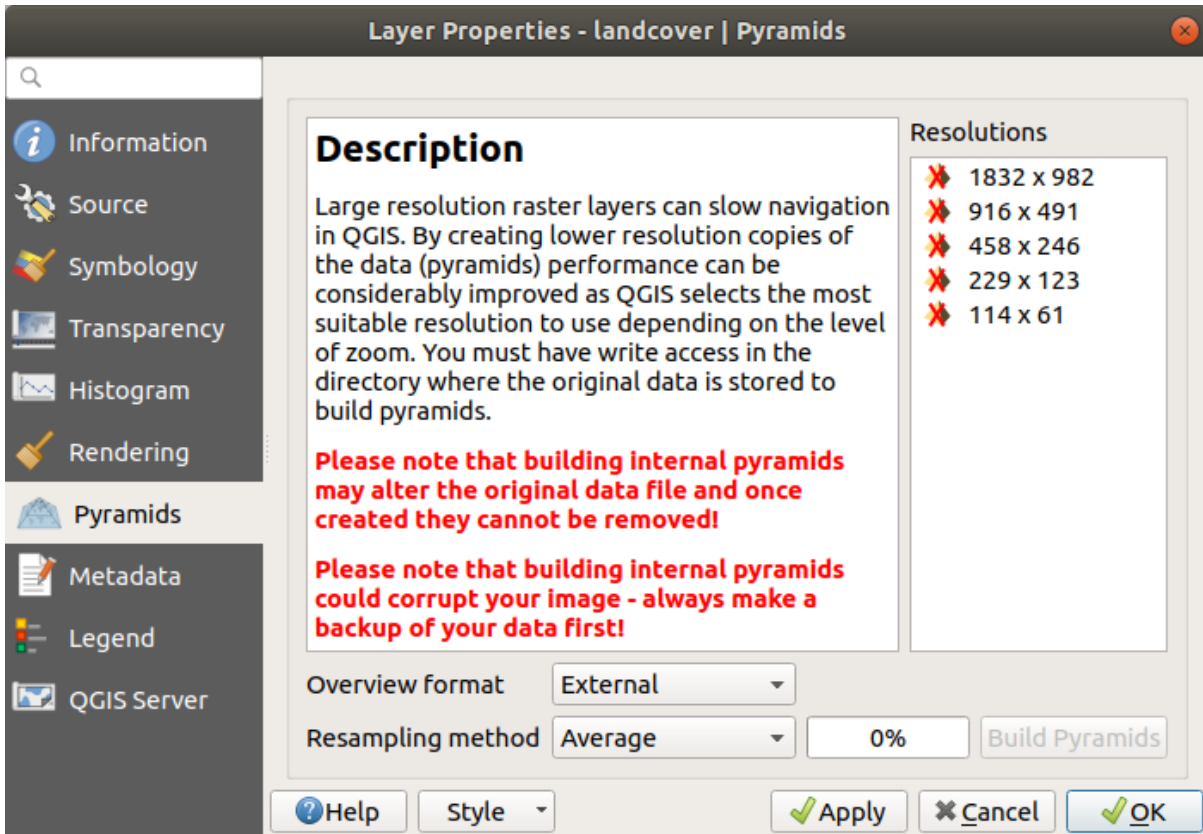 Layer Properties - landcover | Pyramids
Information
Source
Symbology
Transparency
Histogram
Rendering
Pyramids
Metadata
Legend
QGIS Server
Description
Large resolution raster layers can slow navigation
in QGIS. By creating lower resolution copies of
the data (pyramids) performance can be
considerably improved as QGIS selects the most
suitable resolution to use depending on the level
of zoom. You must have write access in the
directory where the original data is stored to
build pyramids.
Please note that building internal pyramids
may alter the original data file and once
created they cannot be removed!
Please note that building internal pyramids
could corrupt your image - always make a
backup of your data first!
Resolutions
1832 x 982
916 x 491
458 x 246
229 x 123
114 x 61
Overview format External
Resampling method Average 0% Build Pyramids
Help Style Apply Cancel OK